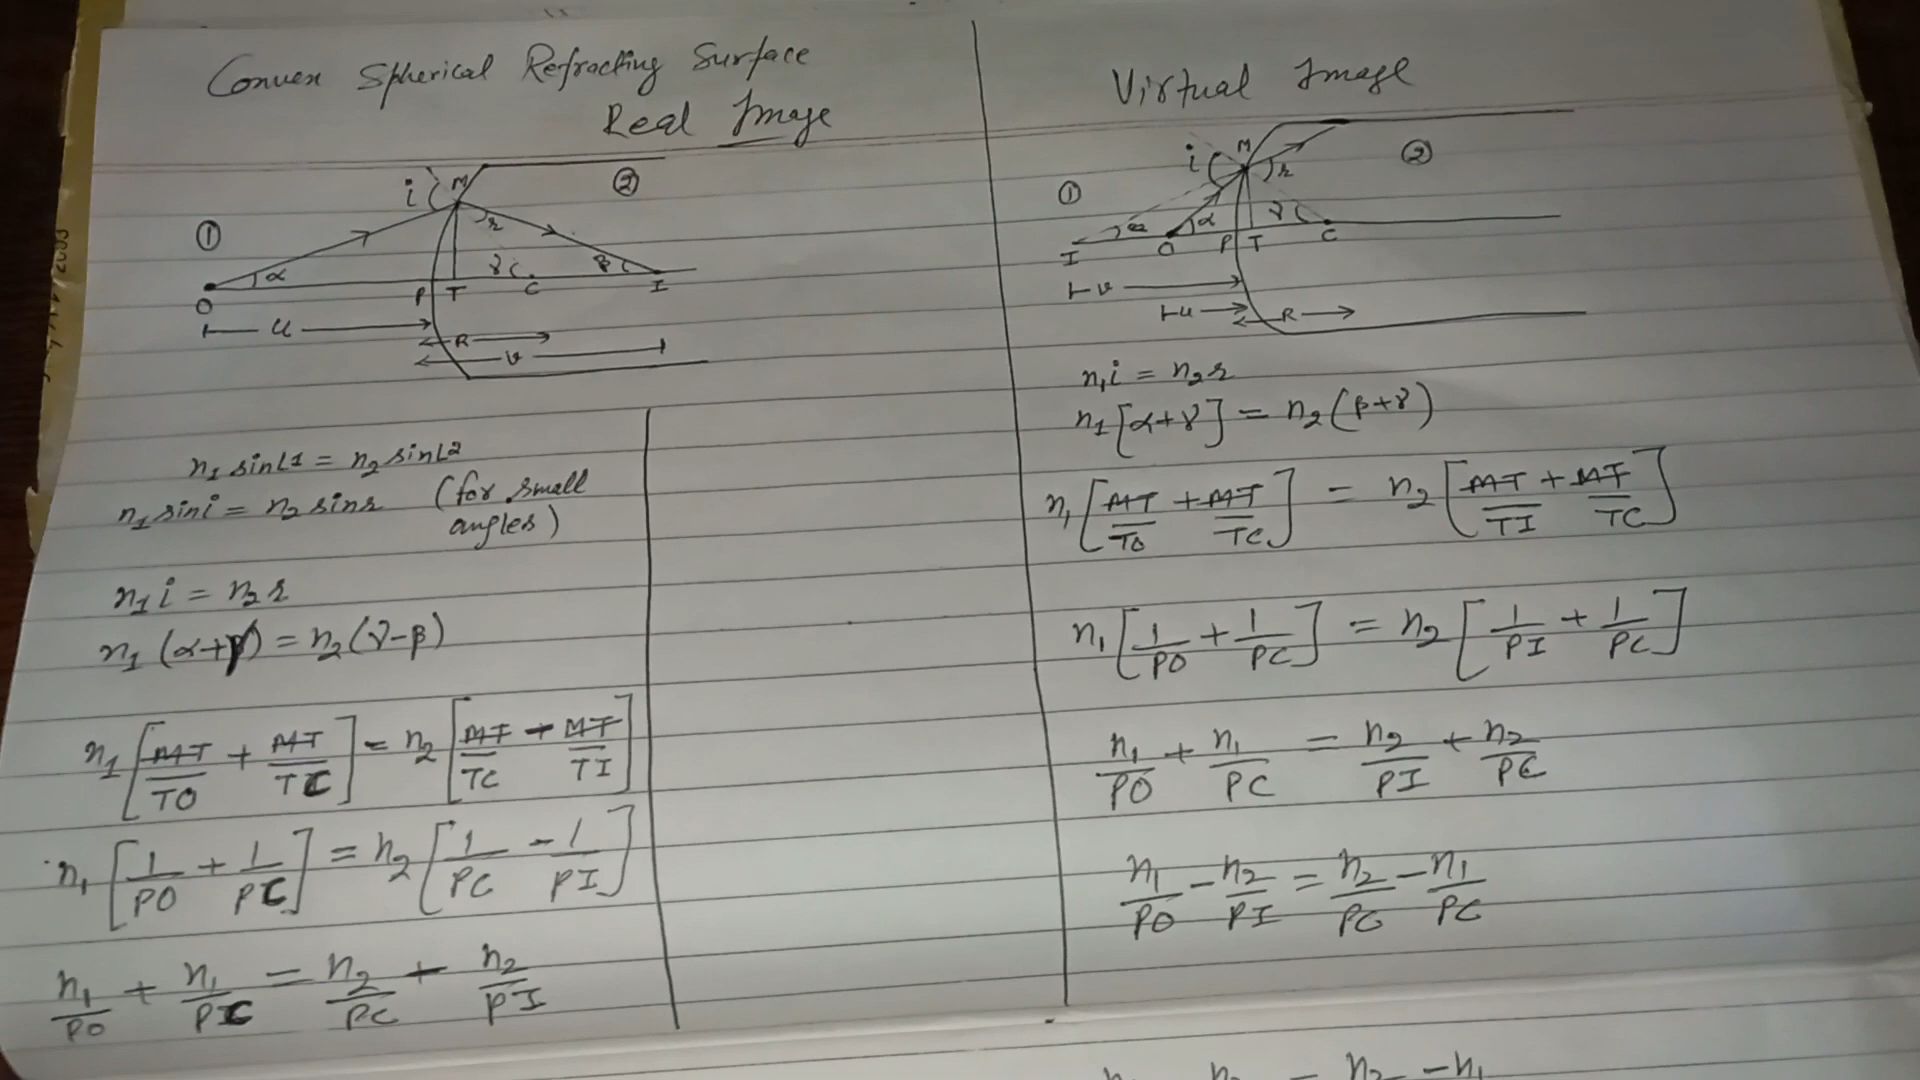 Convex Spherical Refracting Surface
Real Image
i M ②
① r
α γ β
O P T C I
u
R
v
n₁ sin∠1 = n₂ sin∠2
n₁ sin i = n₂ sin r (for small
angles)
n₁ i = n₂ r
n₁ (α+γ) = n₂ (γ-β)
n₁ [MT/TO + MT/TC] = n₂ [MT/TC - MT/TI]
n₁ [1/PO + 1/PC] = n₂ [1/PC - 1/PI]
n₁/PO + n₁/PC = n₂/PC - n₂/PI
Virtual Image
i M ②
① r
α γ
I O P T C
v
u R
n₁i = n₂r
n₁ [α+γ] = n₂ (β+γ)
n₁ [MT/TO + MT/TC] = n₂ [MT/TI + MT/TC]
n₁ [1/PO + 1/PC] = n₂ [1/PI + 1/PC]
n₁/PO + n₁/PC = n₂/PI + n₂/PC
n₁/PO - n₂/PI = n₂/PC - n₁/PC
n₂ - n₁